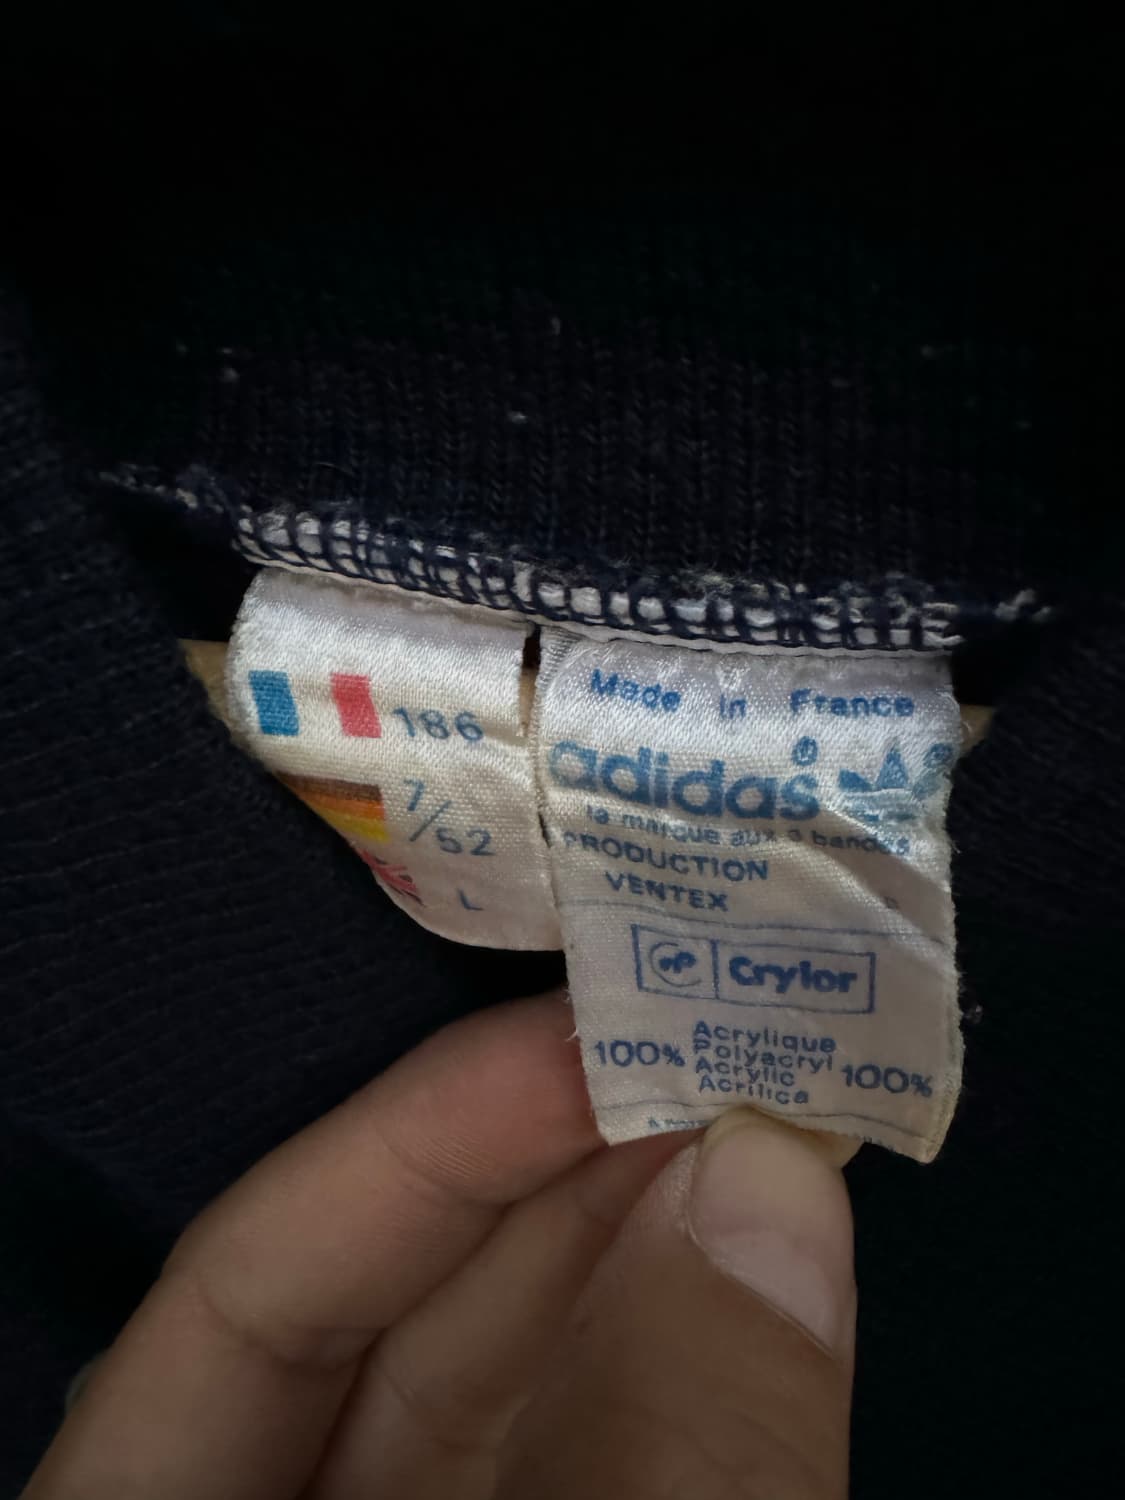 186
7/52
L
Made in France
adidas®
la marque aux 3 bandes
PRODUCTION
VENTEX
Crylor
100% Acrylique 100%
Polyacryl
Acrylic
Acrilica